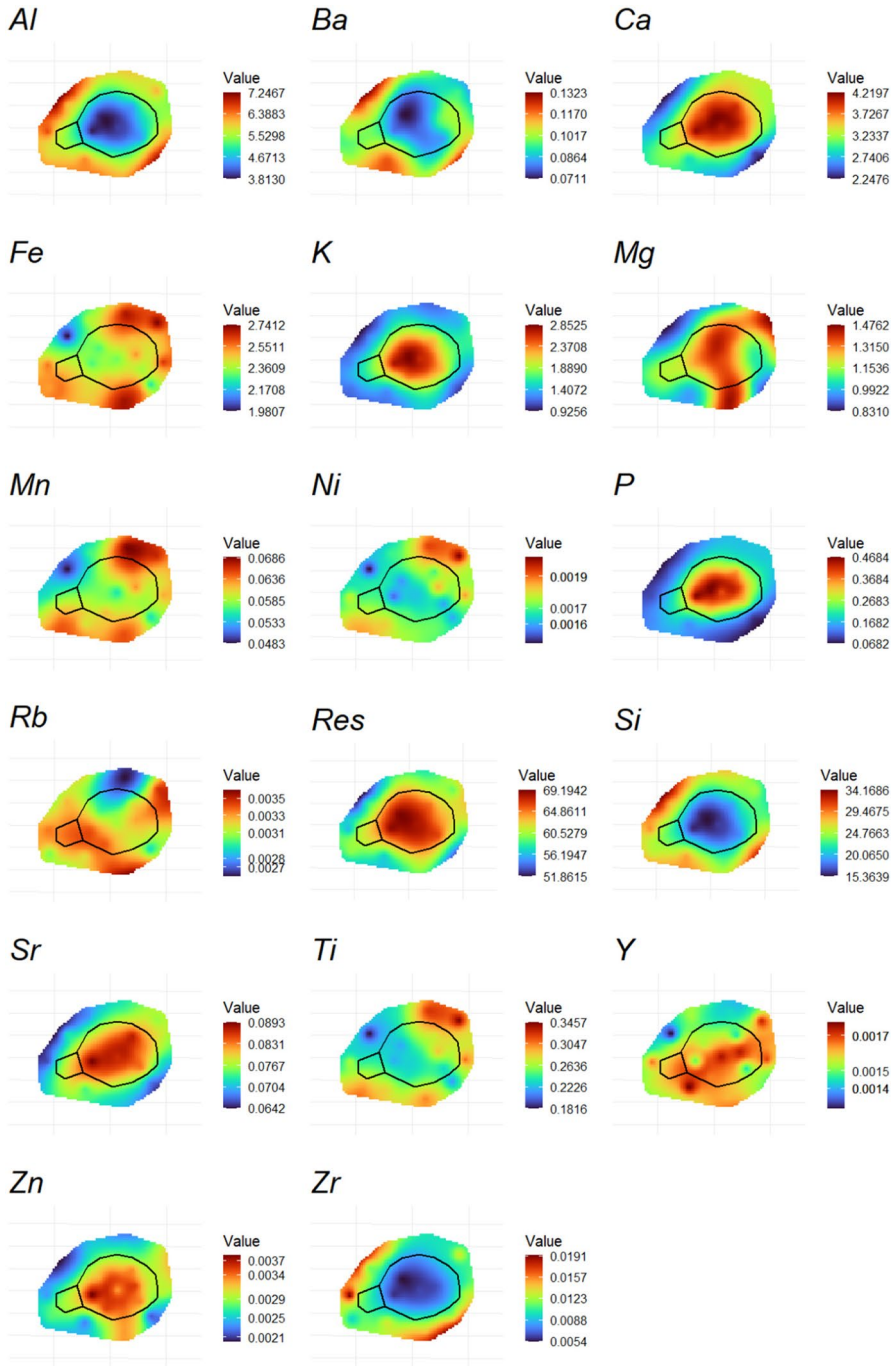 Al
Value
7.2467
6.3883
5.5298
4.6713
3.8130
Ba
Value
0.1323
0.1170
0.1017
0.0864
0.0711
Ca
Value
4.2197
3.7267
3.2337
2.7406
2.2476
Fe
Value
2.7412
2.5511
2.3609
2.1708
1.9807
K
Value
2.8525
2.3708
1.8890
1.4072
0.9256
Mg
Value
1.4762
1.3150
1.1536
0.9922
0.8310
Mn
Value
0.0686
0.0636
0.0585
0.0533
0.0483
Ni
Value
0.0019
0.0017
0.0016
P
Value
0.4684
0.3684
0.2683
0.1682
0.0682
Rb
Value
0.0035
0.0033
0.0031
0.0028
0.0027
Res
Value
69.1942
64.8611
60.5279
56.1947
51.8615
Si
Value
34.1686
29.4675
24.7663
20.0650
15.3639
Sr
Value
0.0893
0.0831
0.0767
0.0704
0.0642
Ti
Value
0.3457
0.3047
0.2636
0.2226
0.1816
Y
Value
0.0017
0.0015
0.0014
Zn
Value
0.0037
0.0034
0.0029
0.0025
0.0021
Zr
Value
0.0191
0.0157
0.0123
0.0088
0.0054